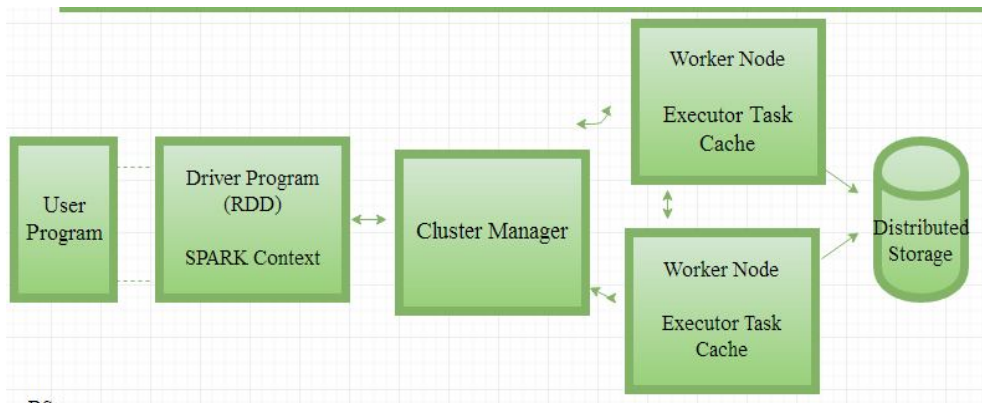 User
Program
Driver Program
(RDD)
SPARK Context
Cluster Manager
Worker Node
Executor Task
Cache
Worker Node
Executor Task
Cache
Distributed
Storage